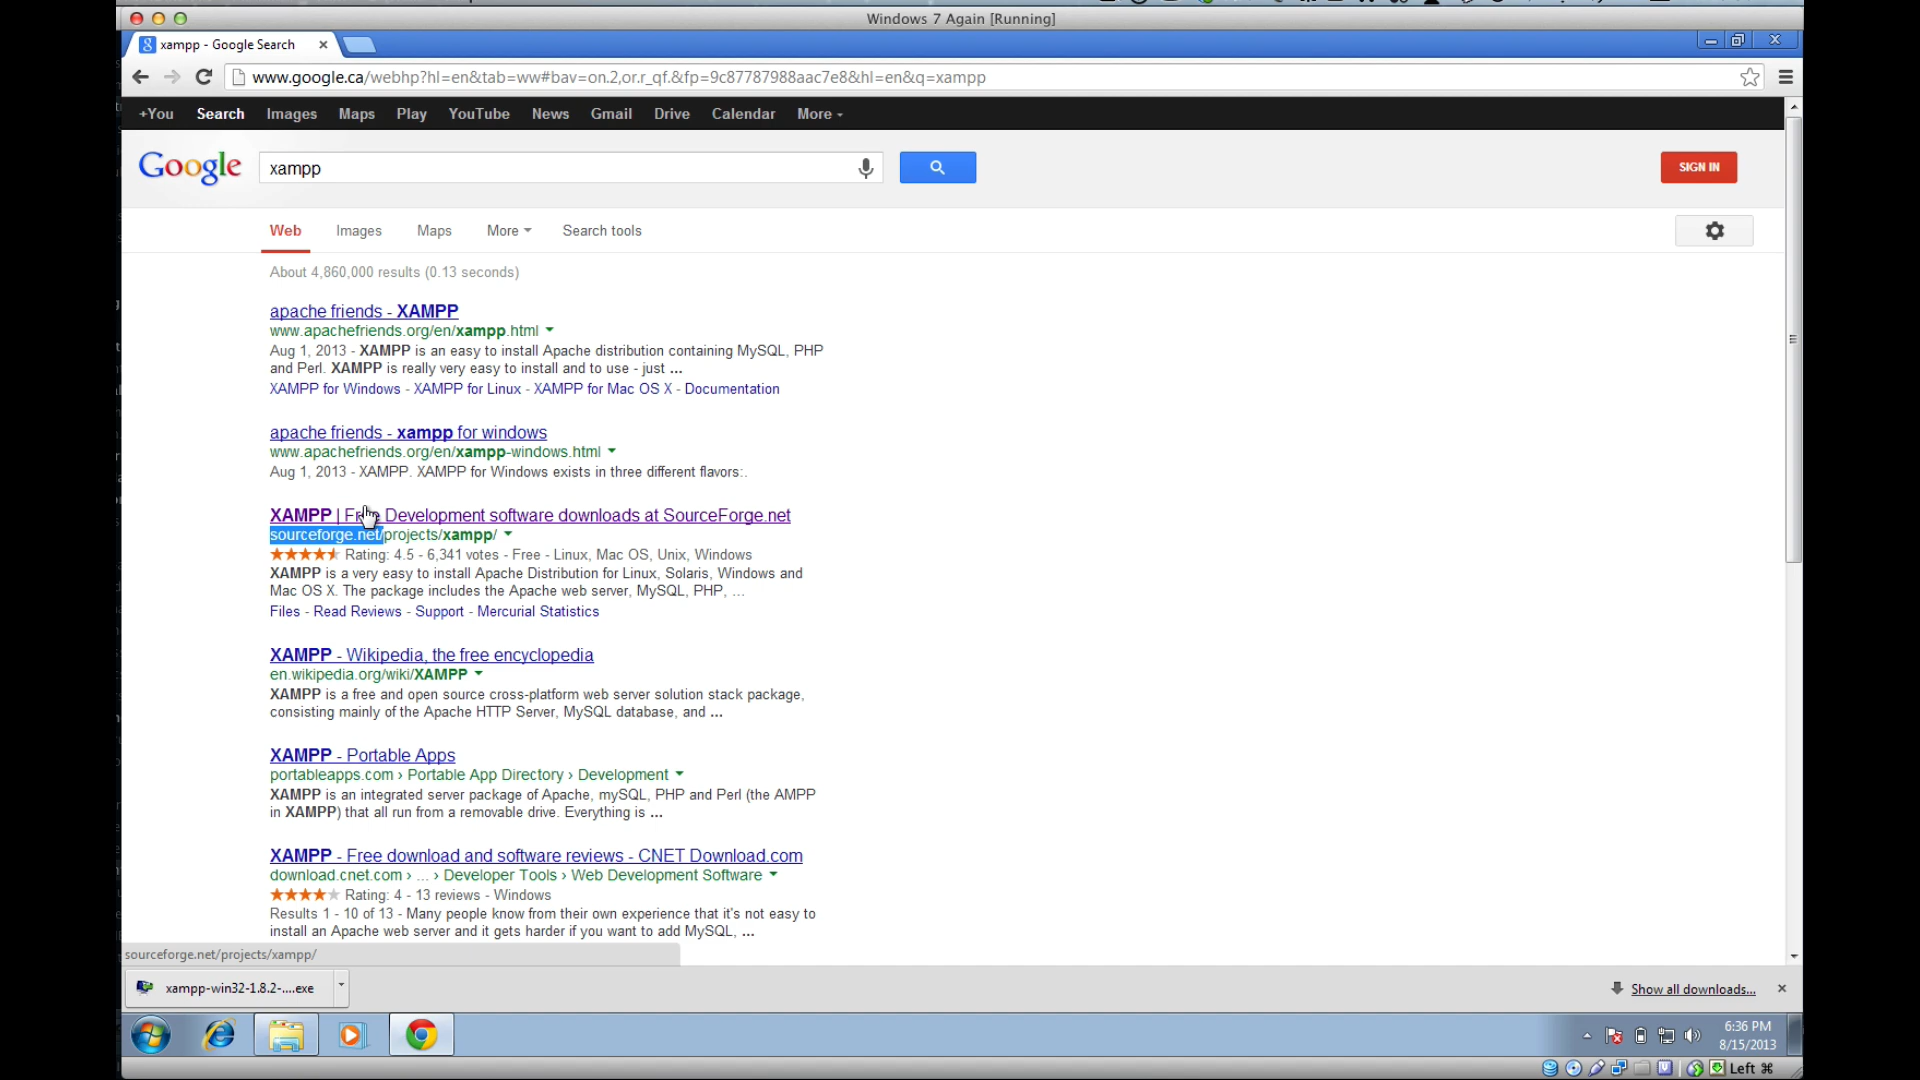 Windows 7 Again [Running]
xampp - Google Search
www.google.ca/webhp?hl=en&tab=ww#bav=on.2,or.r_qf.&fp=9c87787988aac7e8&hl=en&q=xampp
+You Search Images Maps Play YouTube News Gmail Drive Calendar More
Google xampp SIGN IN
Web Images Maps More Search tools
About 4,860,000 results (0.13 seconds)
apache friends - XAMPP
www.apachefriends.org/en/xampp.html
Aug 1, 2013 - XAMPP is an easy to install Apache distribution containing MySQL, PHP
and Perl. XAMPP is really very easy to install and to use - just ...
XAMPP for Windows - XAMPP for Linux - XAMPP for Mac OS X - Documentation
apache friends - xampp for windows
www.apachefriends.org/en/xampp-windows.html
Aug 1, 2013 - XAMPP. XAMPP for Windows exists in three different flavors:.
XAMPP | Free Development software downloads at SourceForge.net
sourceforge.net/projects/xampp/
Rating: 4.5 - 6,341 votes - Free - Linux, Mac OS, Unix, Windows
XAMPP is a very easy to install Apache Distribution for Linux, Solaris, Windows and
Mac OS X. The package includes the Apache web server, MySQL, PHP, ...
Files - Read Reviews - Support - Mercurial Statistics
XAMPP - Wikipedia, the free encyclopedia
en.wikipedia.org/wiki/XAMPP
XAMPP is a free and open source cross-platform web server solution stack package,
consisting mainly of the Apache HTTP Server, MySQL database, and ...
XAMPP - Portable Apps
portableapps.com › Portable App Directory › Development
XAMPP is an integrated server package of Apache, mySQL, PHP and Perl (the AMPP
in XAMPP) that all run from a removable drive. Everything is ...
XAMPP - Free download and software reviews - CNET Download.com
download.cnet.com › ... › Developer Tools › Web Development Software
Rating: 4 - 13 reviews - Windows
Results 1 - 10 of 13 - Many people know from their own experience that it's not easy to
install an Apache web server and it gets harder if you want to add MySQL, ...
sourceforge.net/projects/xampp/
xampp-win32-1.8.2-....exe Show all downloads...
6:36 PM
8/15/2013
Left ⌘